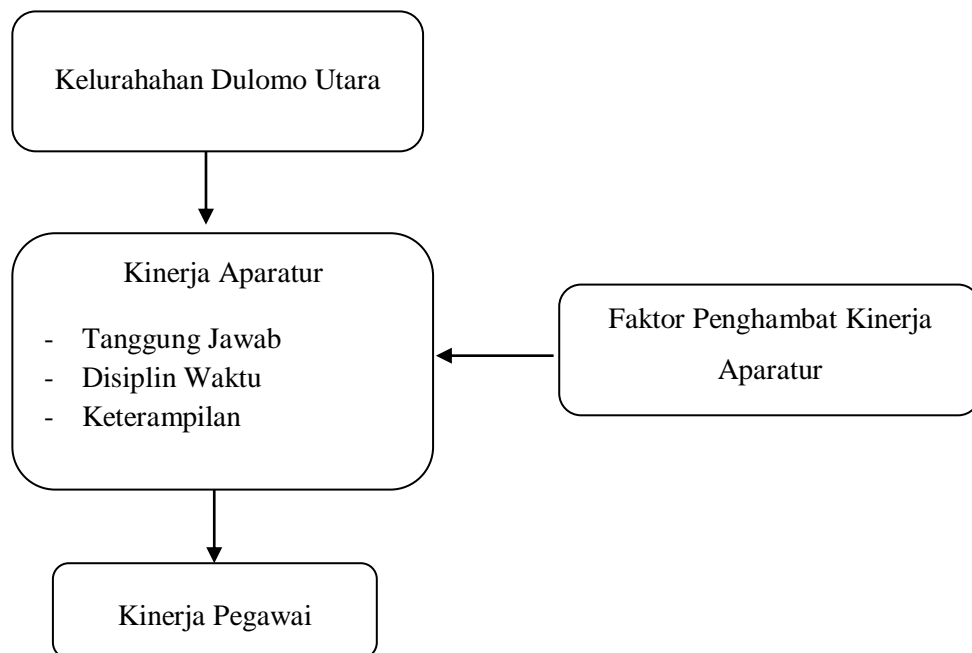 Kelurahahan Dulomo Utara
Kinerja Aparatur
- Tanggung Jawab
- Disiplin Waktu
- Keterampilan
Faktor Penghambat Kinerja
Aparatur
Kinerja Pegawai